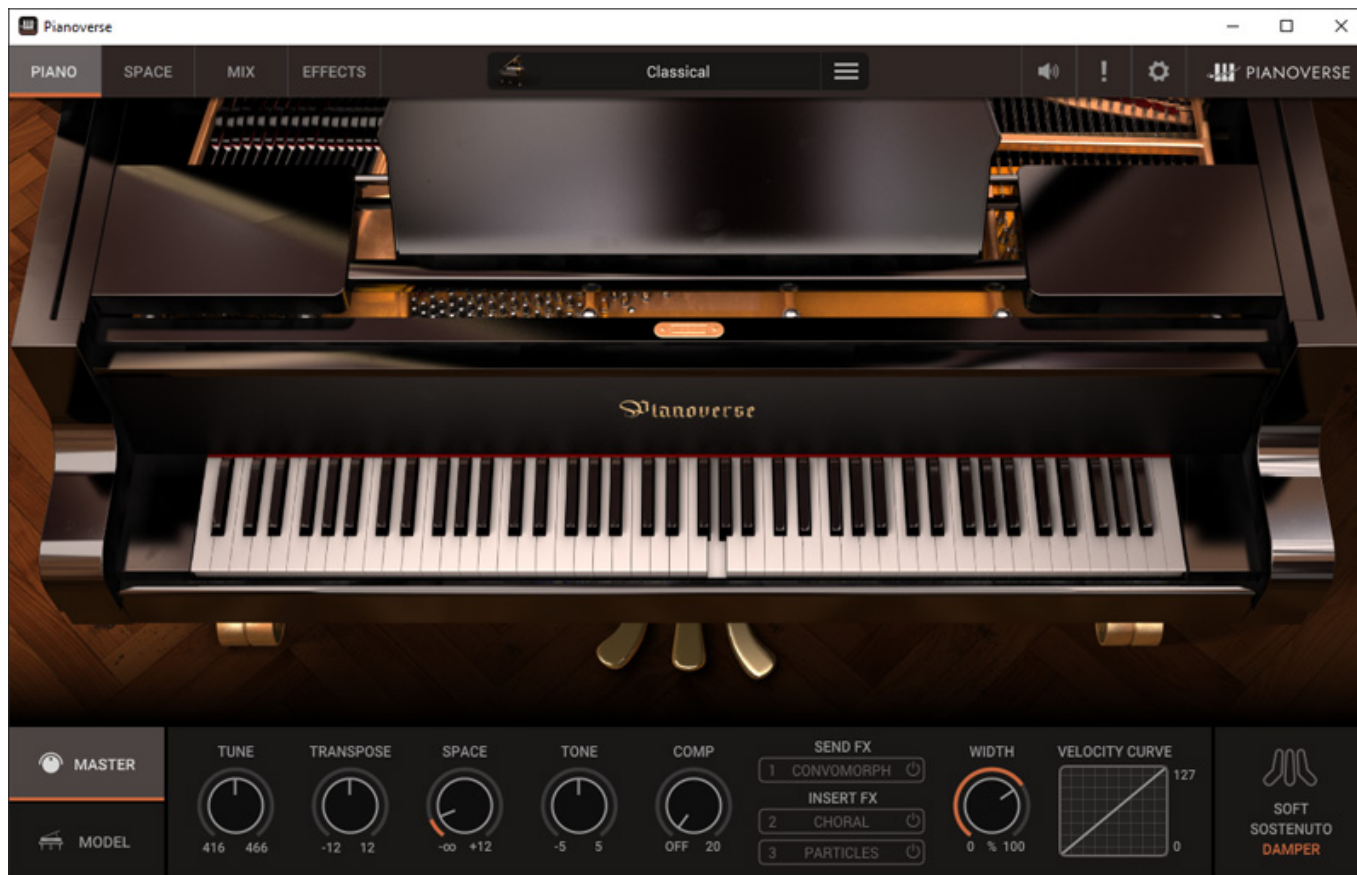 Pianoverse
PIANO SPACE MIX EFFECTS Classical PIANOVERSE
Pianoverse
MASTER
MODEL
TUNE
416 466
TRANSPOSE
-12 12
SPACE
-∞ +12
TONE
-5 5
COMP
OFF 20
SEND FX
1 CONVOMORPH
INSERT FX
2 CHORAL
3 PARTICLES
WIDTH
0 % 100
VELOCITY CURVE
127
0
SOFT
SOSTENUTO
DAMPER